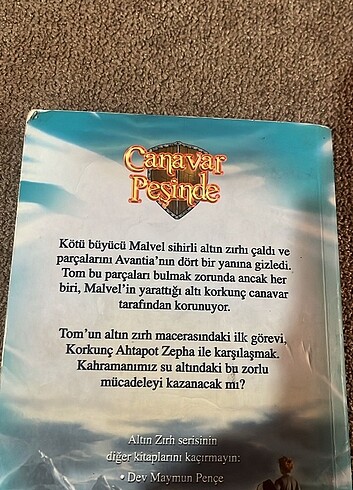 Canavar
Peşinde
Kötü büyücü Malvel sihirli altın zırhı çaldı ve
parçalarını Avantia'nın dört bir yanına gizledi.
Tom bu parçaları bulmak zorunda ancak her
biri, Malvel'in yarattığı altı korkunç canavar
tarafından korunuyor.
Tom'un altın zırh macerasındaki ilk görevi,
Korkunç Ahtapot Zepha ile karşılaşmak.
Kahramanımız su altındaki bu zorlu
mücadeleyi kazanacak mı?
Altın Zırh serisinin
diğer kitaplarını kaçırmayın:
• Dev Maymun Pençe